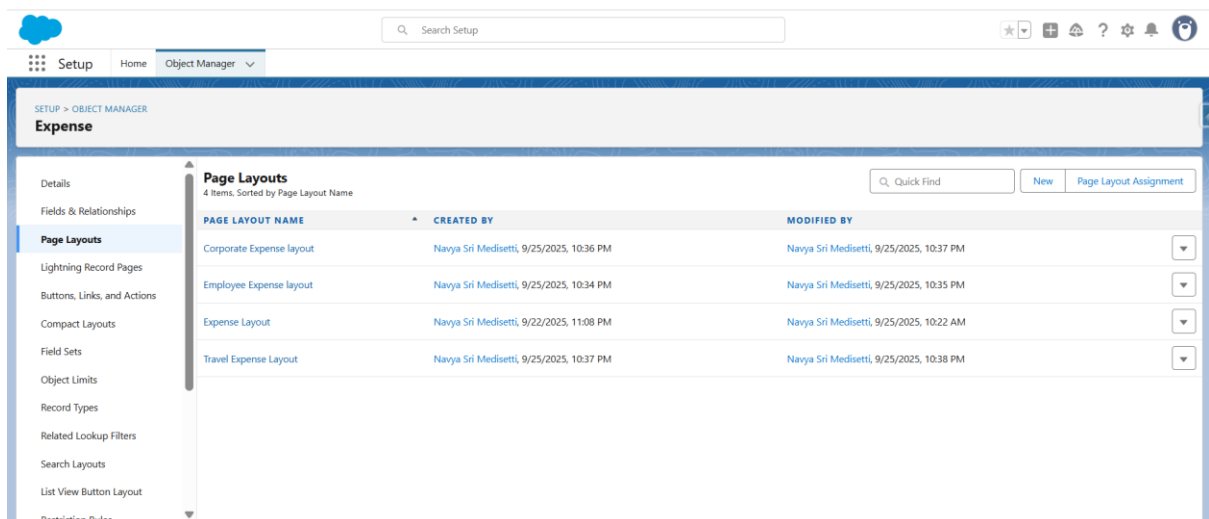 Search Setup
Setup Home Object Manager
SETUP > OBJECT MANAGER
Expense
Details
Fields & Relationships
Page Layouts
Lightning Record Pages
Buttons, Links, and Actions
Compact Layouts
Field Sets
Object Limits
Record Types
Related Lookup Filters
Search Layouts
List View Button Layout
Restriction Rules
Page Layouts
4 Items, Sorted by Page Layout Name
Quick Find New Page Layout Assignment
PAGE LAYOUT NAME CREATED BY MODIFIED BY
Corporate Expense layout Navya Sri Medisetti, 9/25/2025, 10:36 PM Navya Sri Medisetti, 9/25/2025, 10:37 PM
Employee Expense layout Navya Sri Medisetti, 9/25/2025, 10:34 PM Navya Sri Medisetti, 9/25/2025, 10:35 PM
Expense Layout Navya Sri Medisetti, 9/22/2025, 11:08 PM Navya Sri Medisetti, 9/25/2025, 10:22 AM
Travel Expense Layout Navya Sri Medisetti, 9/25/2025, 10:37 PM Navya Sri Medisetti, 9/25/2025, 10:38 PM